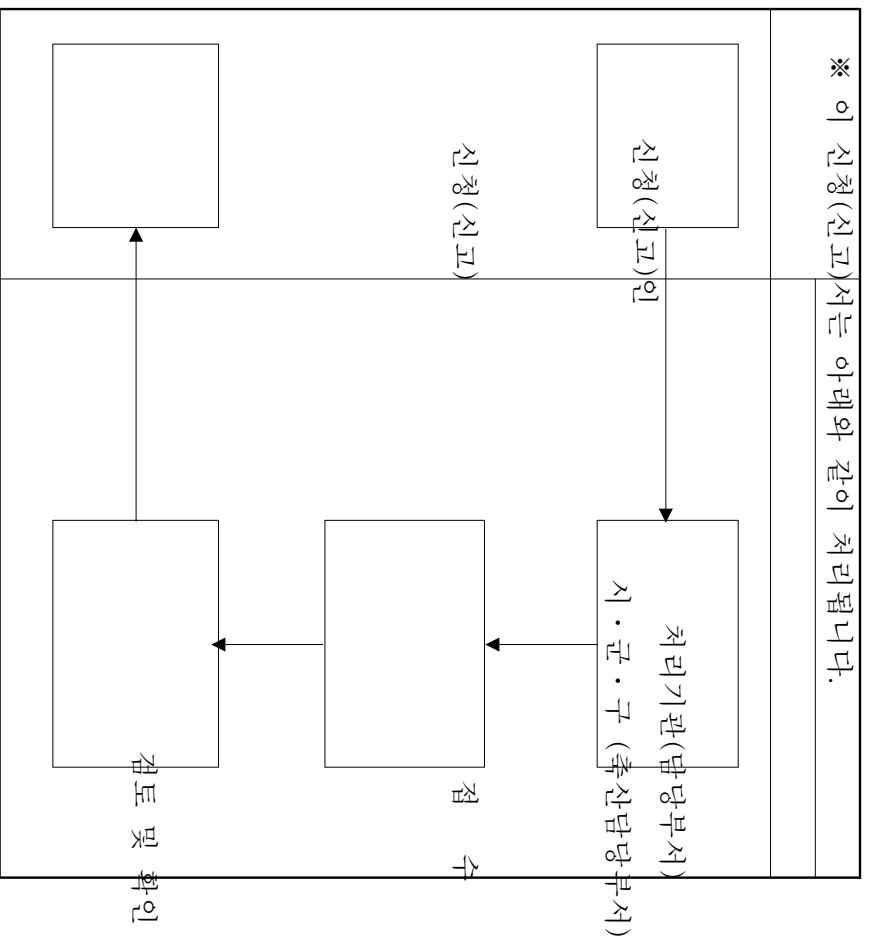 ※ 이 신청(신고)서는 아래와 같이 처리됩니다.
신청(신고)인
처리기관(담당부서)
시·군·구 (축산담당부서)
신청(신고)
접 수
검토 및 확인